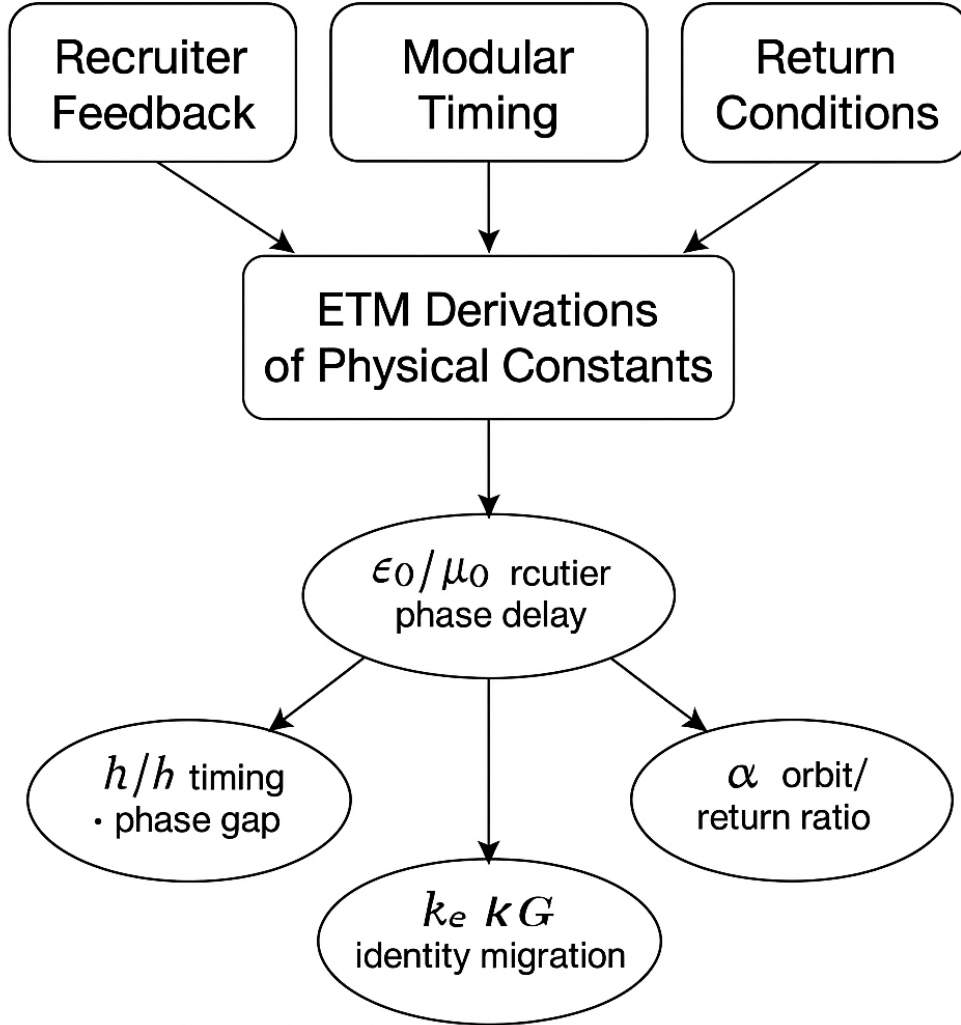 Recruiter
Feedback
Modular
Timing
Return
Conditions
ETM Derivations
of Physical Constants
ϵ0/μ0 rcutier
phase delay
h/h timing
· phase gap
α orbit/
return ratio
ke kG
identity migration